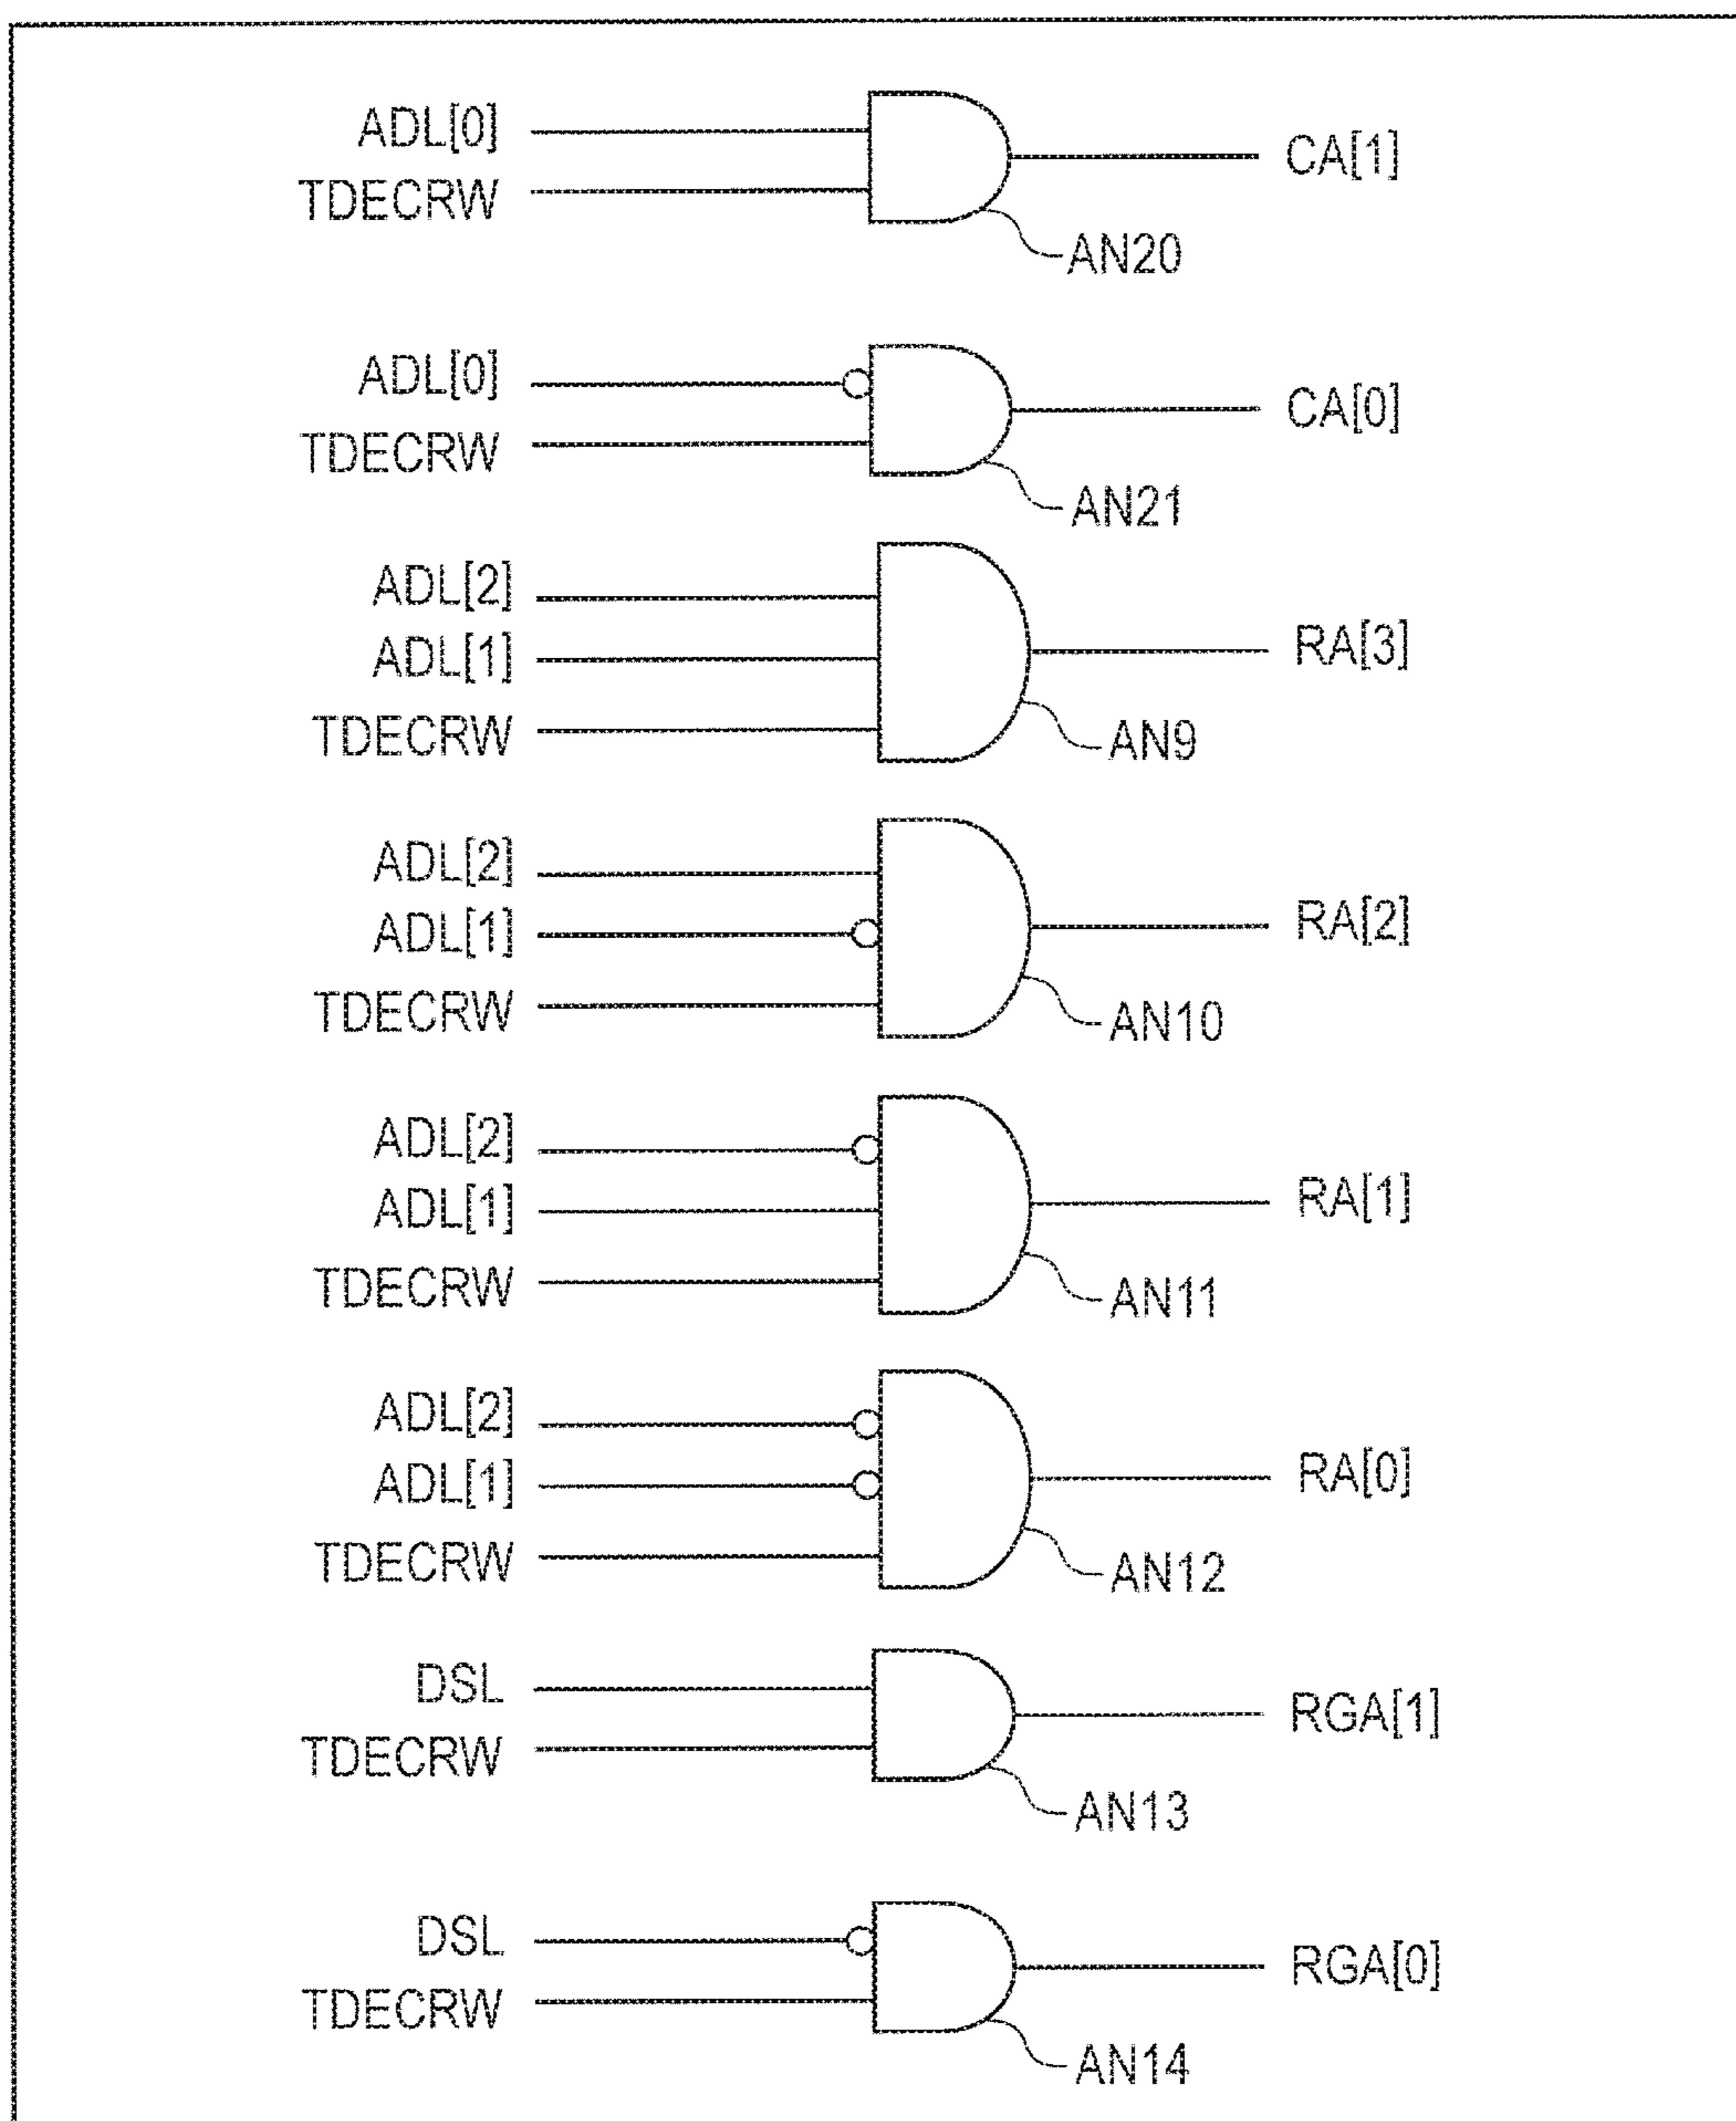 ADL[0]
TDECRW
CA[1]
AN20
ADL[0]
TDECRW
CA[0]
AN21
ADL[2]
ADL[1]
TDECRW
RA[3]
AN9
ADL[2]
ADL[1]
TDECRW
RA[2]
AN10
ADL[2]
ADL[1]
TDECRW
RA[1]
AN11
ADL[2]
ADL[1]
TDECRW
RA[0]
AN12
DSL
TDECRW
RGA[1]
AN13
DSL
TDECRW
RGA[0]
AN14